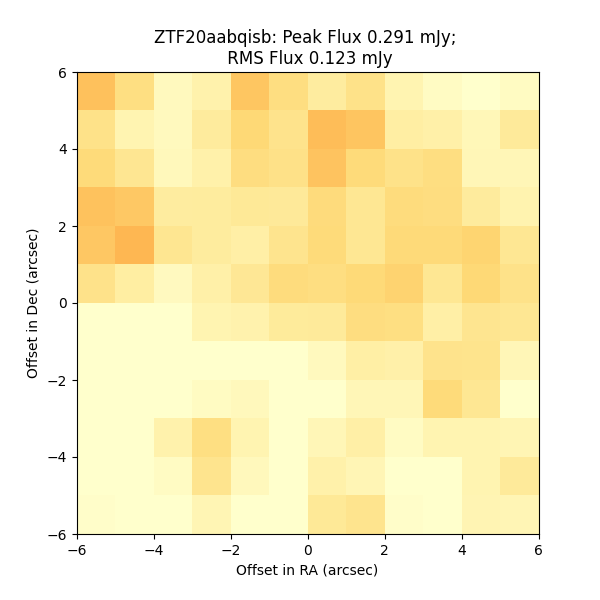 ZTF20aabqisb: Peak Flux 0.291 mJy;
RMS Flux 0.123 mJy
6
4
2
0
−2
−4
−6
Offset in Dec (arcsec)
−6 −4 −2 0 2 4 6
Offset in RA (arcsec)